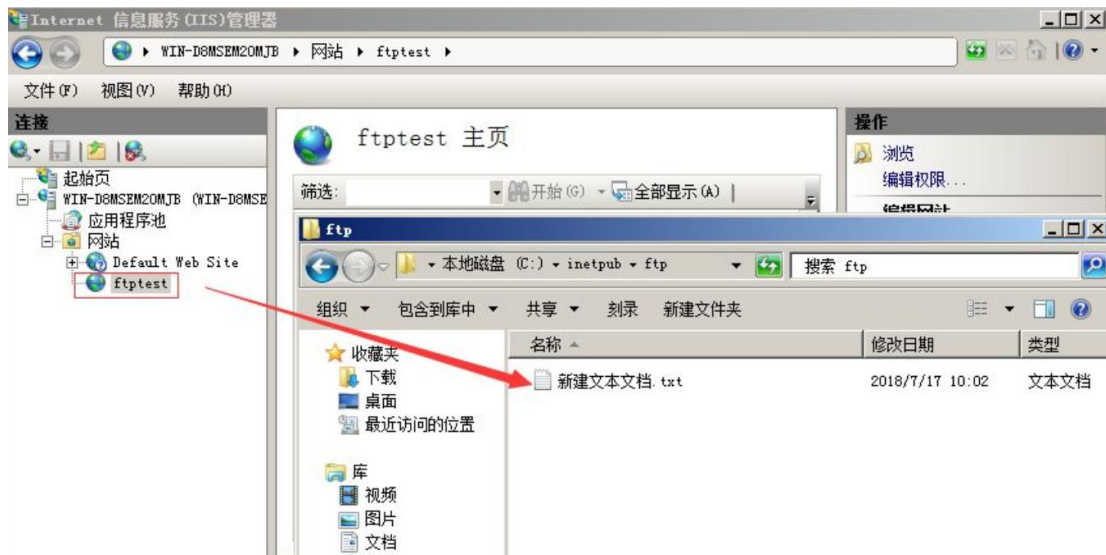 Internet 信息服务(IIS)管理器
WIN-D8MSEM2OMJB ▸ 网站 ▸ ftptest ▸
文件(F) 视图(V) 帮助(H)
连接
起始页
WIN-D8MSEM2OMJB (WIN-D8MSE
应用程序池
网站
Default Web Site
ftptest
ftptest 主页
筛选: 开始(G) 全部显示(A)
操作
浏览
编辑权限...
编辑网站
ftp
本地磁盘 (C:) ▾ inetpub ▾ ftp
搜索 ftp
组织 包含到库中 共享 刻录 新建文件夹
收藏夹
下载
桌面
最近访问的位置
库
视频
图片
文档
名称 修改日期 类型
新建文本文档.txt 2018/7/17 10:02 文本文档